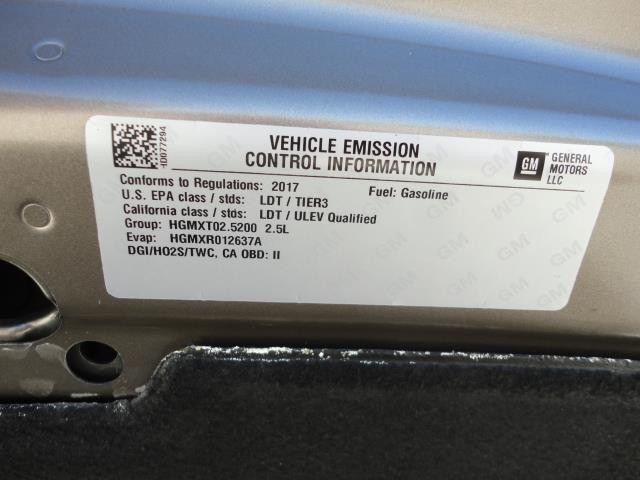 ID077294
VEHICLE EMISSION
CONTROL INFORMATION
GM
GENERAL
MOTORS
LLC
Conforms to Regulations: 2017
Fuel: Gasoline
U.S. EPA class / stds: LDT / TIER3
California class / stds: LDT / ULEV Qualified
Group: HGMXT02.5200 2.5L
Evap: HGMXR012637A
DGI/HO2S/TWC, CA OBD: II